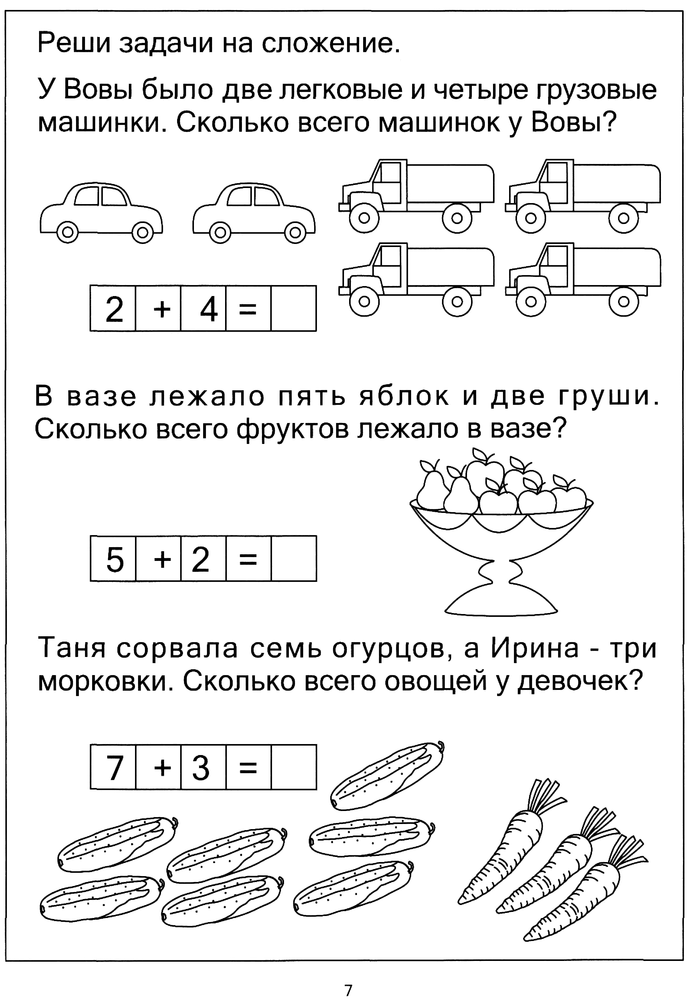 Реши задачи на сложение.
У Вовы было две легковые и четыре грузовые
машинки. Сколько всего машинок у Вовы?
2 + 4 =
В вазе лежало пять яблок и две груши.
Сколько всего фруктов лежало в вазе?
5 + 2 =
Таня сорвала семь огурцов, а Ирина - три
морковки. Сколько всего овощей у девочек?
7 + 3 =
7